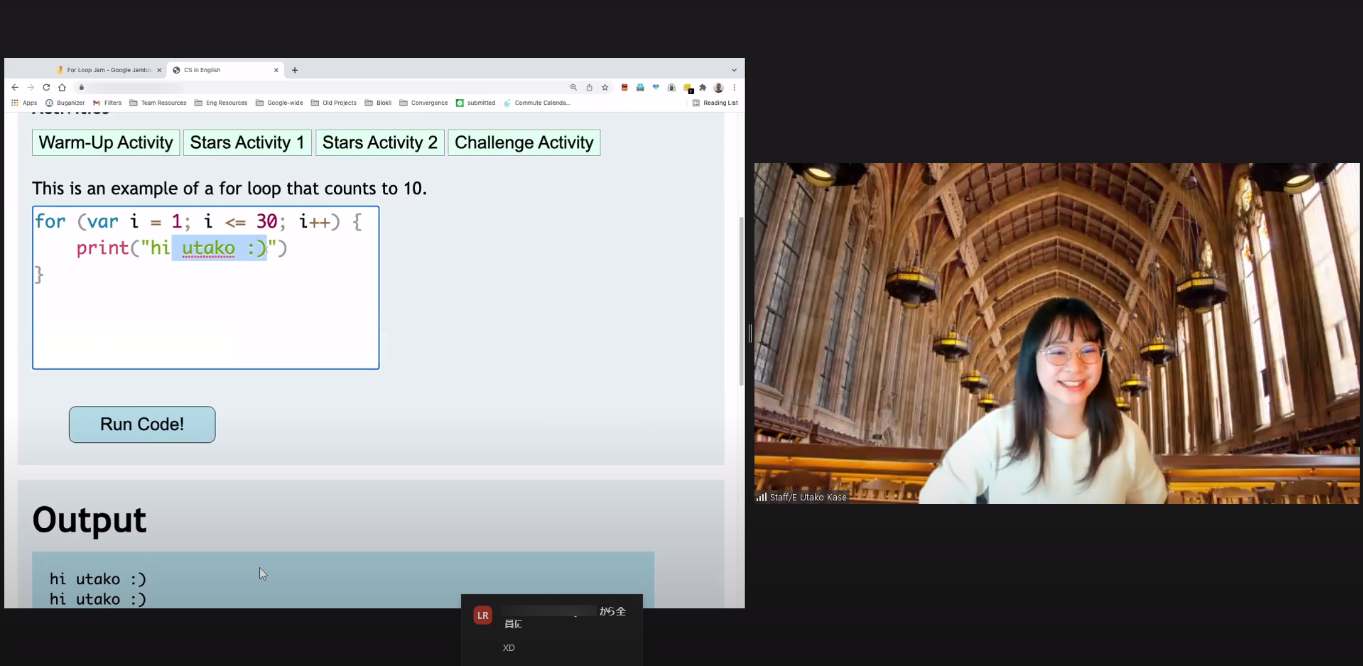 For Loop Jam - Google Jambo
CS in English
Apps
Buganizer
Filters
Team Resources
Eng Resources
Google-wide
Old Projects
Blokli
Convergence
submitted
Commute Calenda...
Reading List
Activities
Warm-Up Activity
Stars Activity 1
Stars Activity 2
Challenge Activity
This is an example of a for loop that counts to 10.
for (var i = 1; i <= 30; i++) {
print("hi utako :)")
}
Run Code!
Output
hi utako :)
hi utako :)
Staff/E Utako Kase
LR
から全
員に
XD